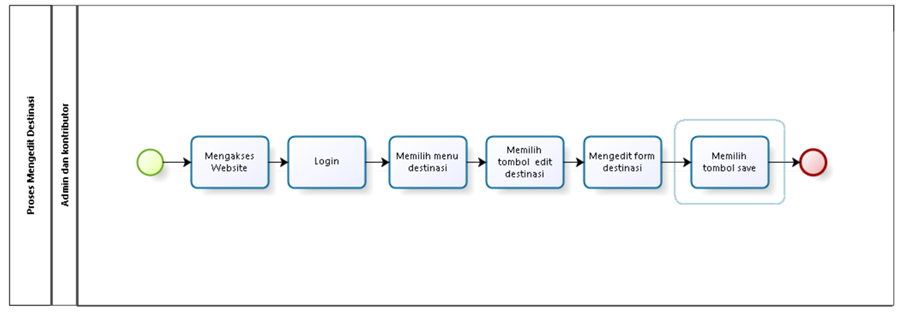 Proses Mengedit Destinasi
Admin dan kontributor
Mengakses
Website
Login
Memilih menu
destinasi
Memilih
tombol edit
destinasi
Mengedit form
destinasi
Memilih
tombol save